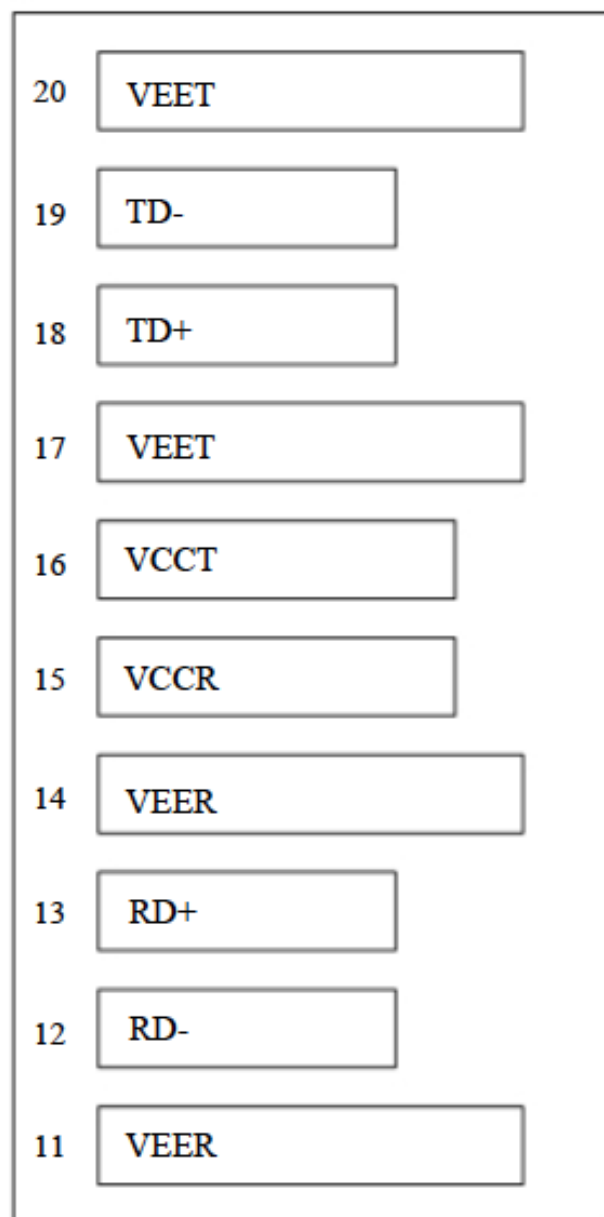 20 VEET
19 TD-
18 TD+
17 VEET
16 VCCT
15 VCCR
14 VEER
13 RD+
12 RD-
11 VEER